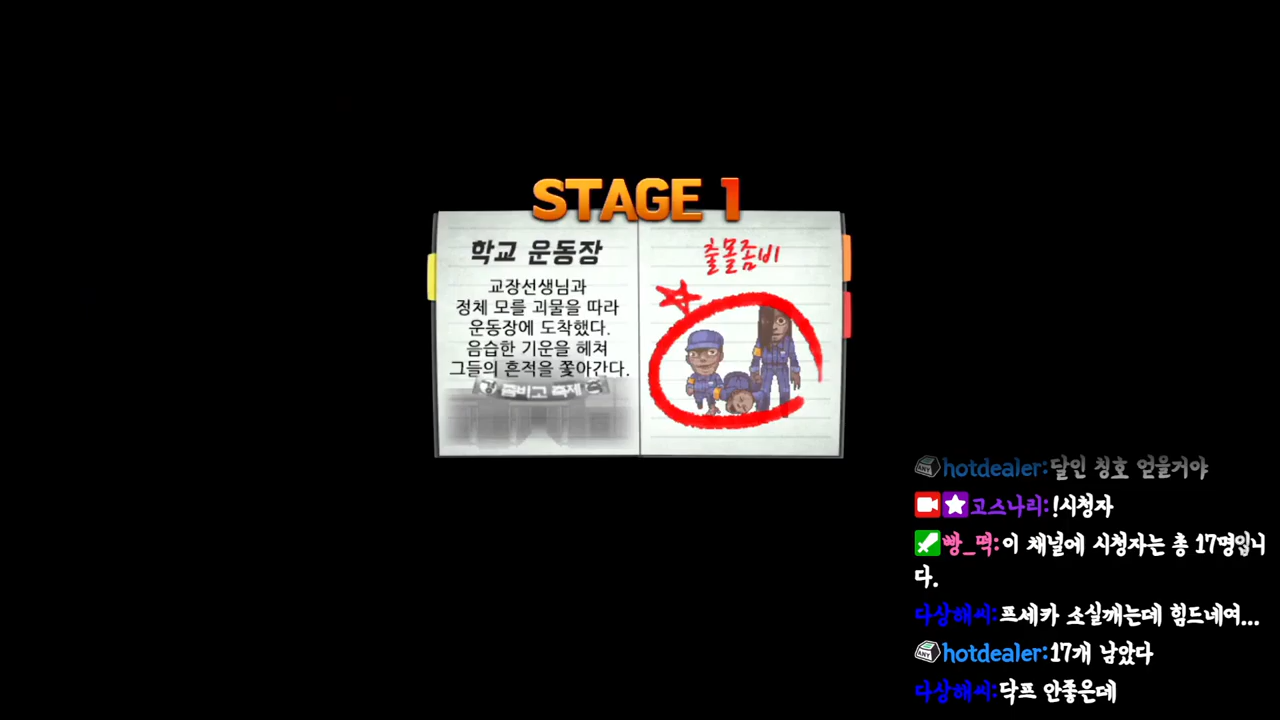 STAGE 1
학교 운동장
교장선생님과
정체 모를 괴물을 따라
운동장에 도착했다.
음습한 기운을 헤쳐
그들의 흔적을 쫓아간다.
좀비고 축제
출몰좀비
hotdealer:달인 칭호 얻을거야
고스나리:!시청자
빵_떡:이 채널에 시청자는 총 17명입니
다.
다상해씨:프세카 소실깨는데 힘드네여...
hotdealer:17개 남았다
다상해씨:닥프 안좋은데